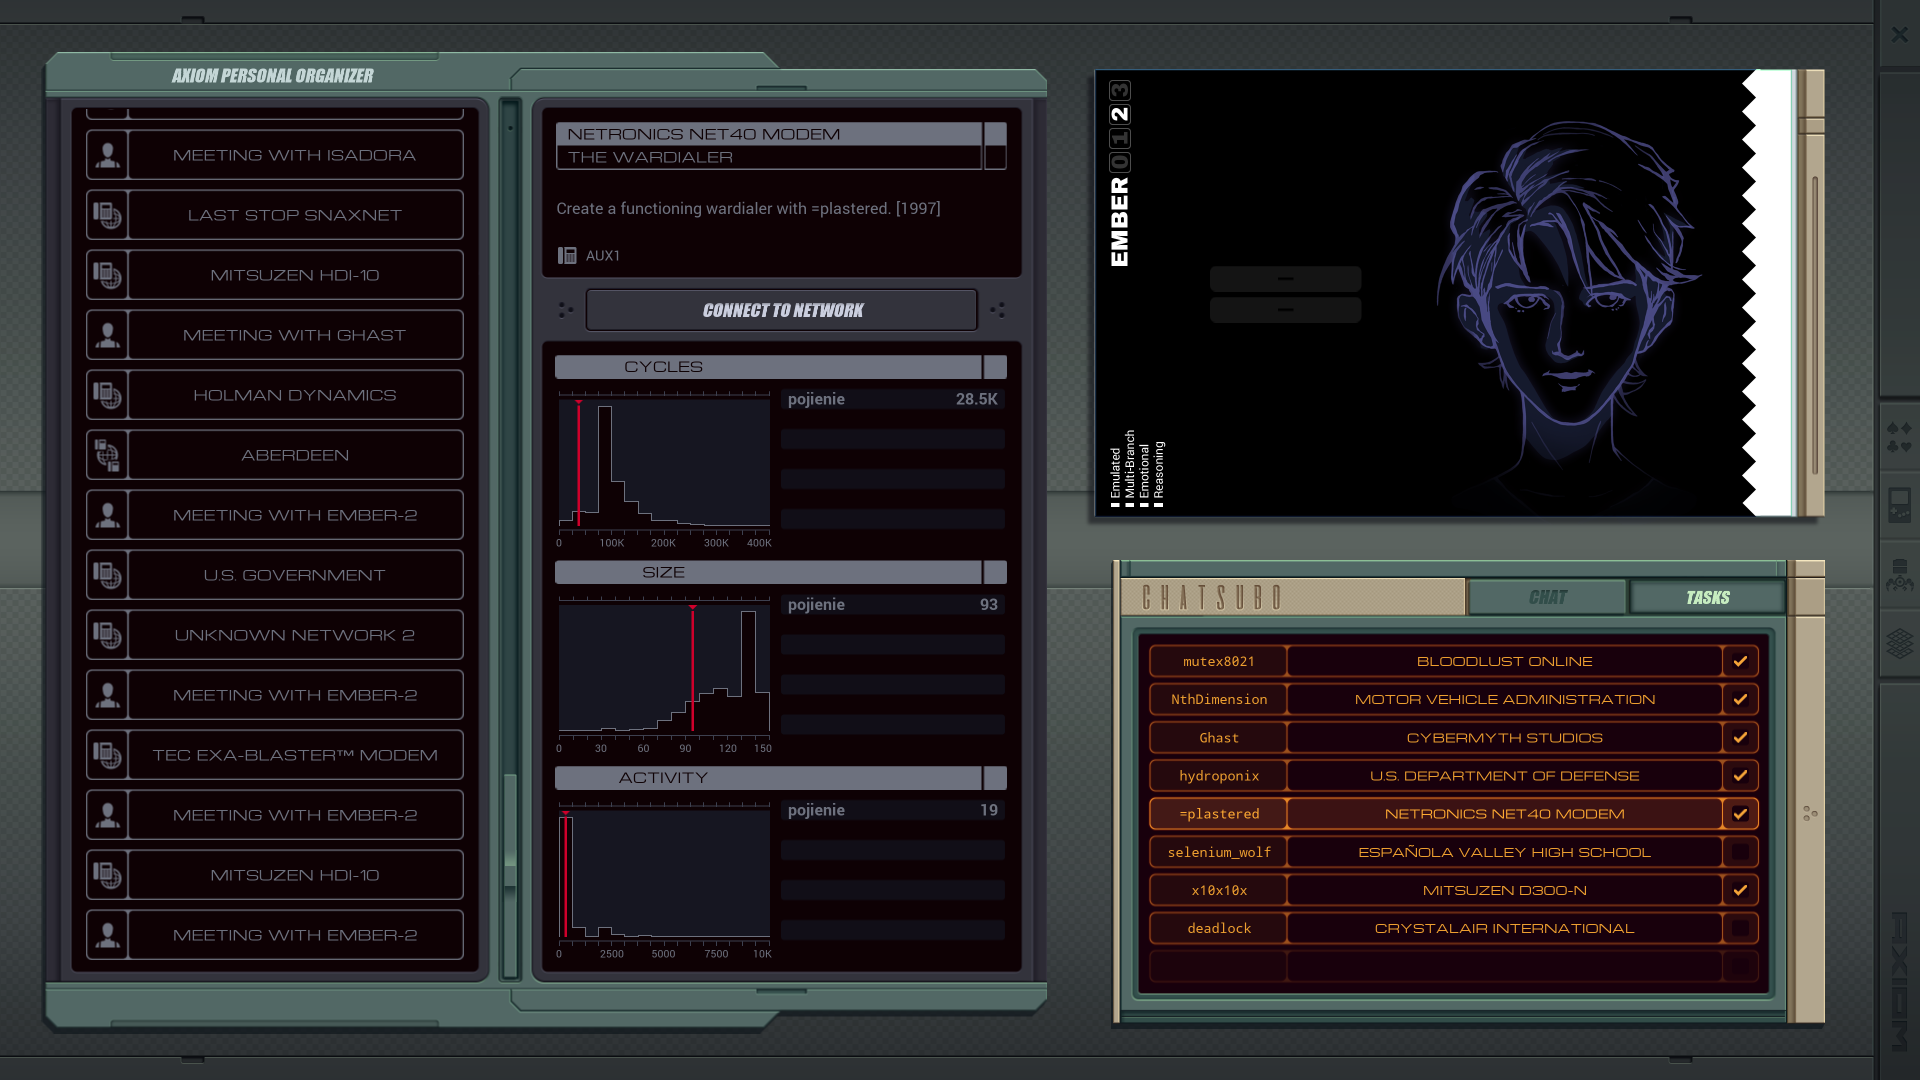 AXIOM PERSONAL ORGANIZER
MEETING WITH ISADORA
LAST STOP SNAXNET
MITSUZEN HDI-10
MEETING WITH GHAST
HOLMAN DYNAMICS
ABERDEEN
MEETING WITH EMBER-2
U.S. GOVERNMENT
UNKNOWN NETWORK 2
MEETING WITH EMBER-2
TEC EXA-BLASTER™ MODEM
MEETING WITH EMBER-2
MITSUZEN HDI-10
MEETING WITH EMBER-2
NETRONICS NET40 MODEM
THE WARDIALER
Create a functioning wardialer with =plastered. [1997]
AUX1
CONNECT TO NETWORK
CYCLES
pojienie 28.5K
0 100K 200K 300K 400K
SIZE
pojienie 93
0 30 60 90 120 150
ACTIVITY
pojienie 19
0 2500 5000 7500 10K
EMBER 0 1 2 3
Emulated
Multi-Branch
Emotional
Reasoning
CHATSUBO
CHAT
TASKS
mutex8021 BLOODLUST ONLINE
NthDimension MOTOR VEHICLE ADMINISTRATION
Ghast CYBERMYTH STUDIOS
hydroponix U.S. DEPARTMENT OF DEFENSE
=plastered NETRONICS NET40 MODEM
selenium_wolf ESPAÑOLA VALLEY HIGH SCHOOL
x10x10x MITSUZEN D300-N
deadlock CRYSTALAIR INTERNATIONAL
AXIOM